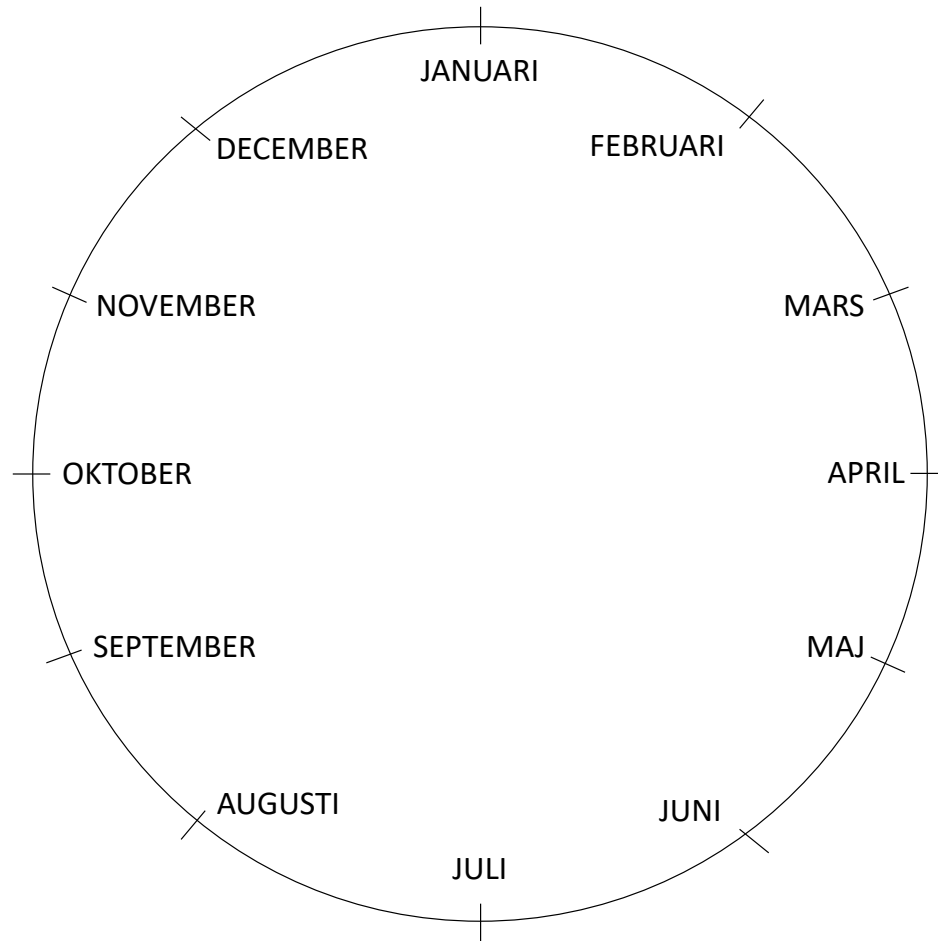 JANUARI
FEBRUARI
MARS
APRIL
MAJ
JUNI
JULI
AUGUSTI
SEPTEMBER
OKTOBER
NOVEMBER
DECEMBER